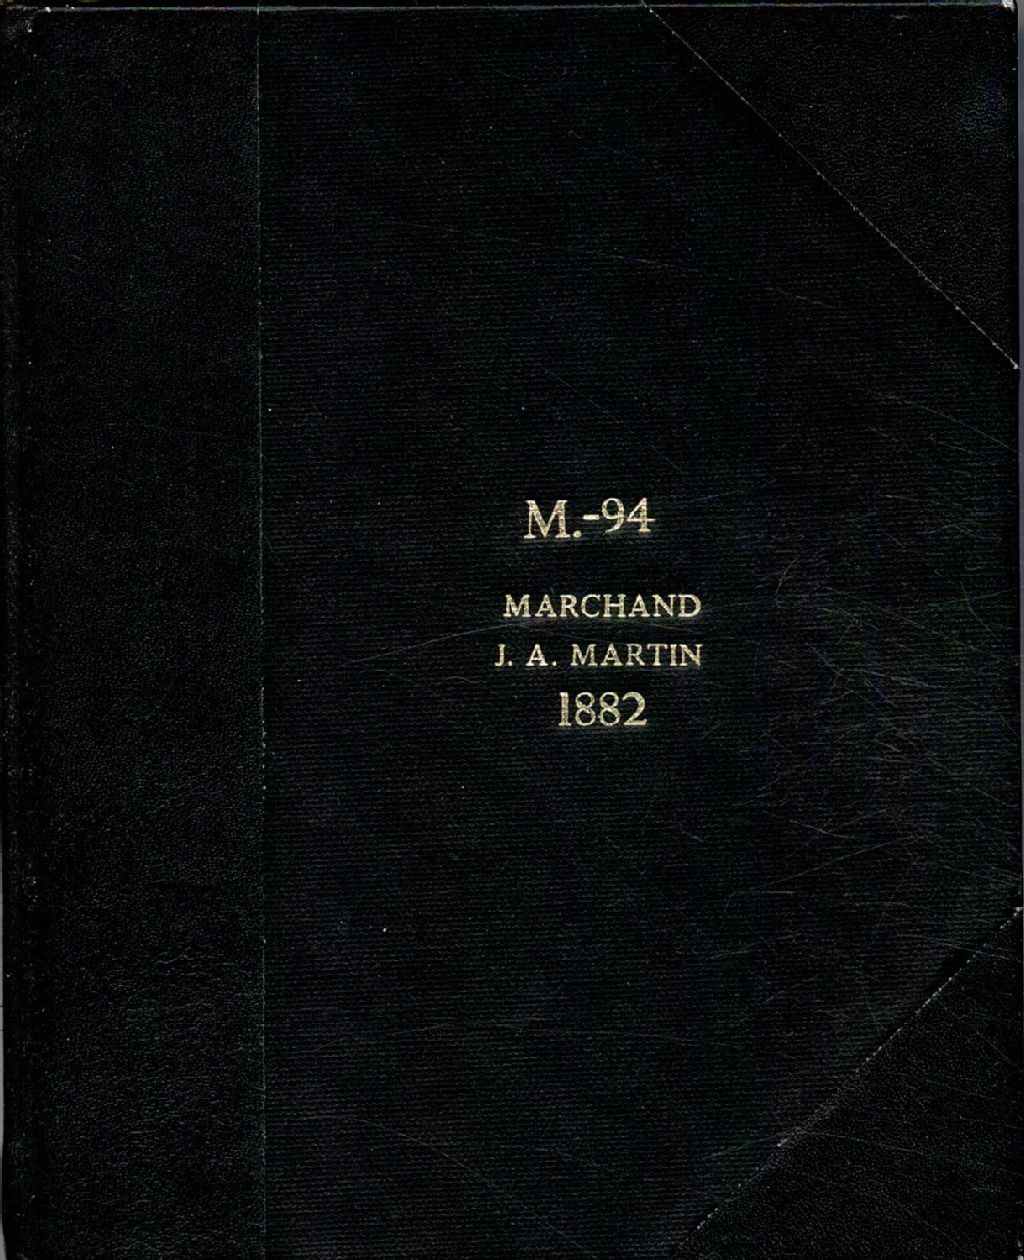 M.-94
MARCHAND
J. A. MARTIN
1882